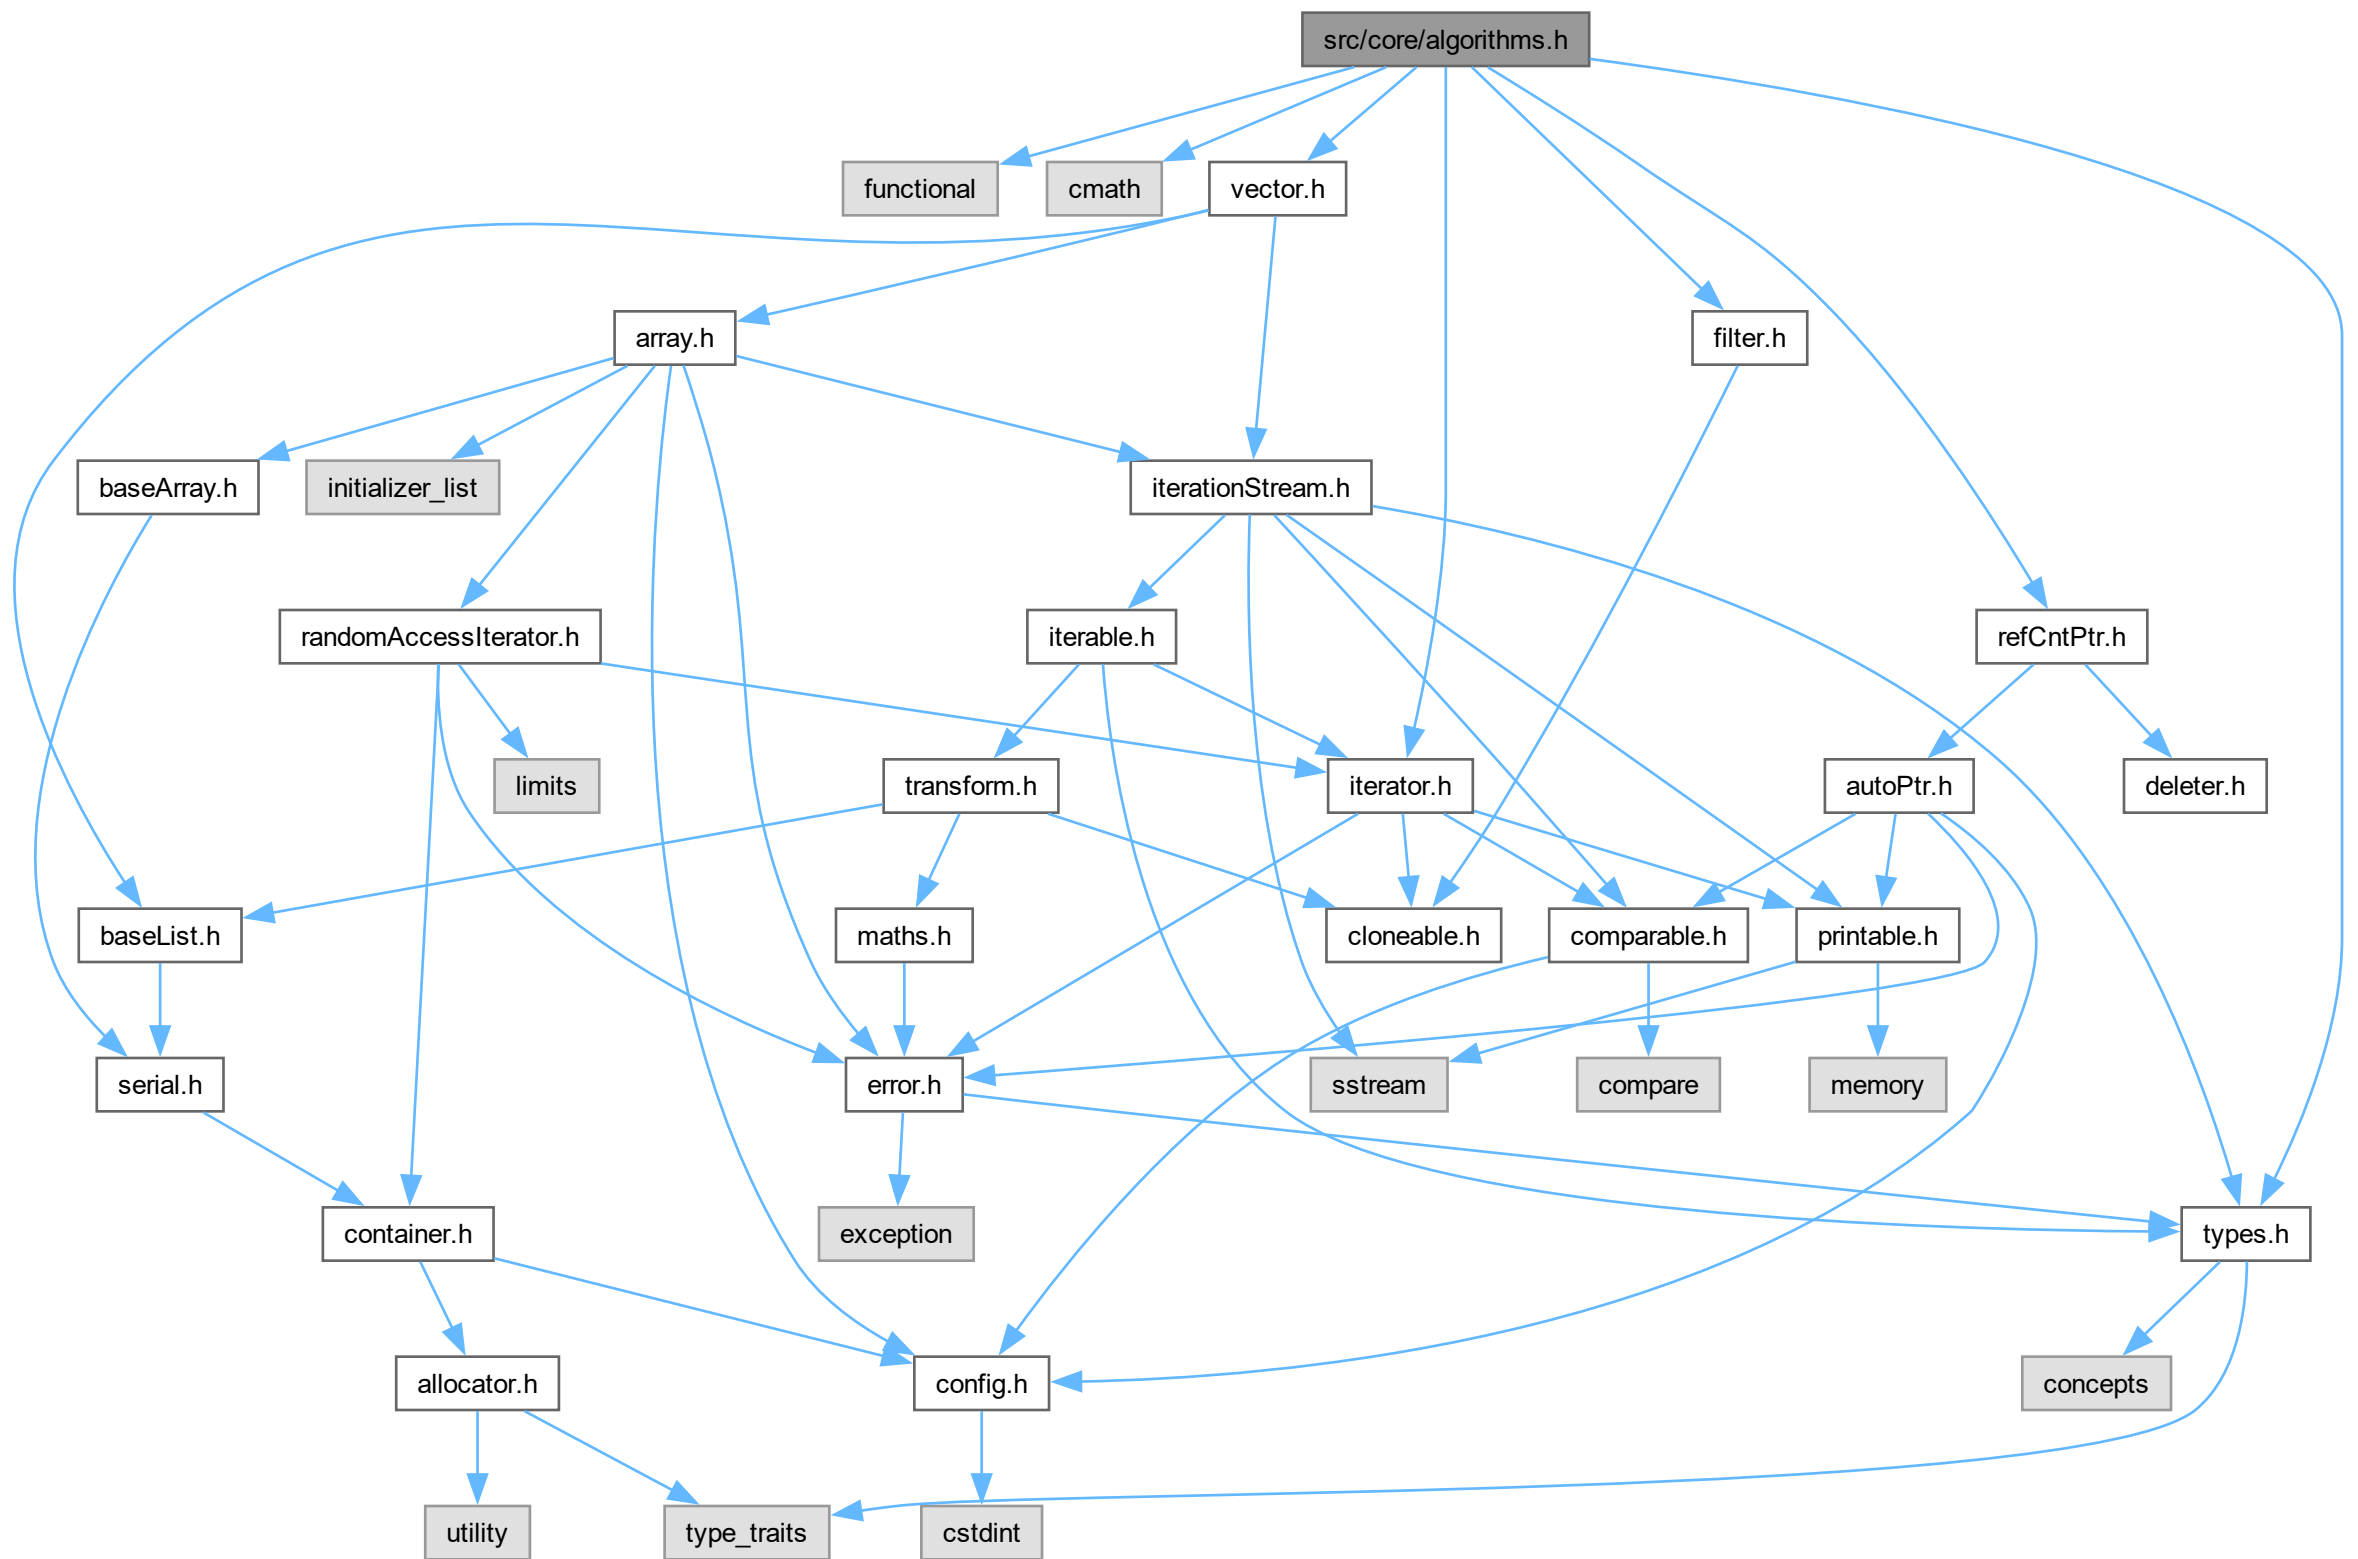 src/core/algorithms.h
functional
cmath
vector.h
array.h
filter.h
baseArray.h
initializer_list
iterationStream.h
randomAccessIterator.h
iterable.h
refCntPtr.h
limits
transform.h
iterator.h
autoPtr.h
deleter.h
baseList.h
maths.h
cloneable.h
comparable.h
printable.h
serial.h
error.h
sstream
compare
memory
container.h
exception
types.h
allocator.h
config.h
concepts
utility
type_traits
cstdint